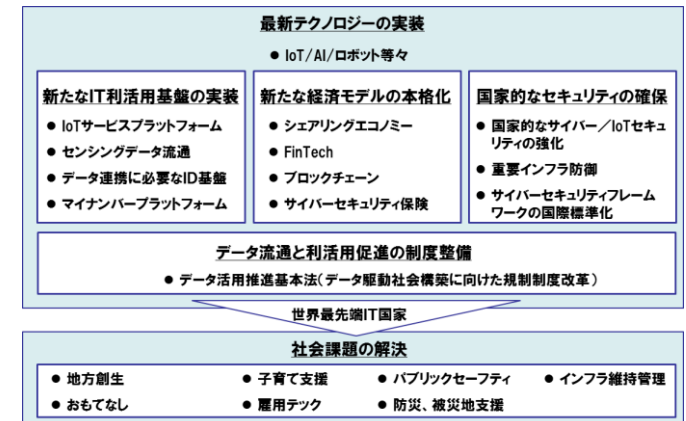 最新テクノロジーの実装
● IoT/AI/ロボット等々
新たなIT利活用基盤の実装
● IoTサービスプラットフォーム
● センシングデータ流通
● データ連携に必要なID基盤
● マイナンバープラットフォーム
新たな経済モデルの本格化
● シェアリングエコノミー
● FinTech
● ブロックチェーン
● サイバーセキュリティ保険
国家的なセキュリティの確保
● 国家的なサイバー／IoTセキュ
リティの強化
● 重要インフラ防御
● サイバーセキュリティフレーム
ワークの国際標準化
データ流通と利活用促進の制度整備
● データ活用推進基本法（データ駆動社会構築に向けた規制制度改革）
世界最先端IT国家
社会課題の解決
● 地方創生
● 子育て支援
● パブリックセーフティ
● インフラ維持管理
● おもてなし
● 雇用テック
● 防災、被災地支援